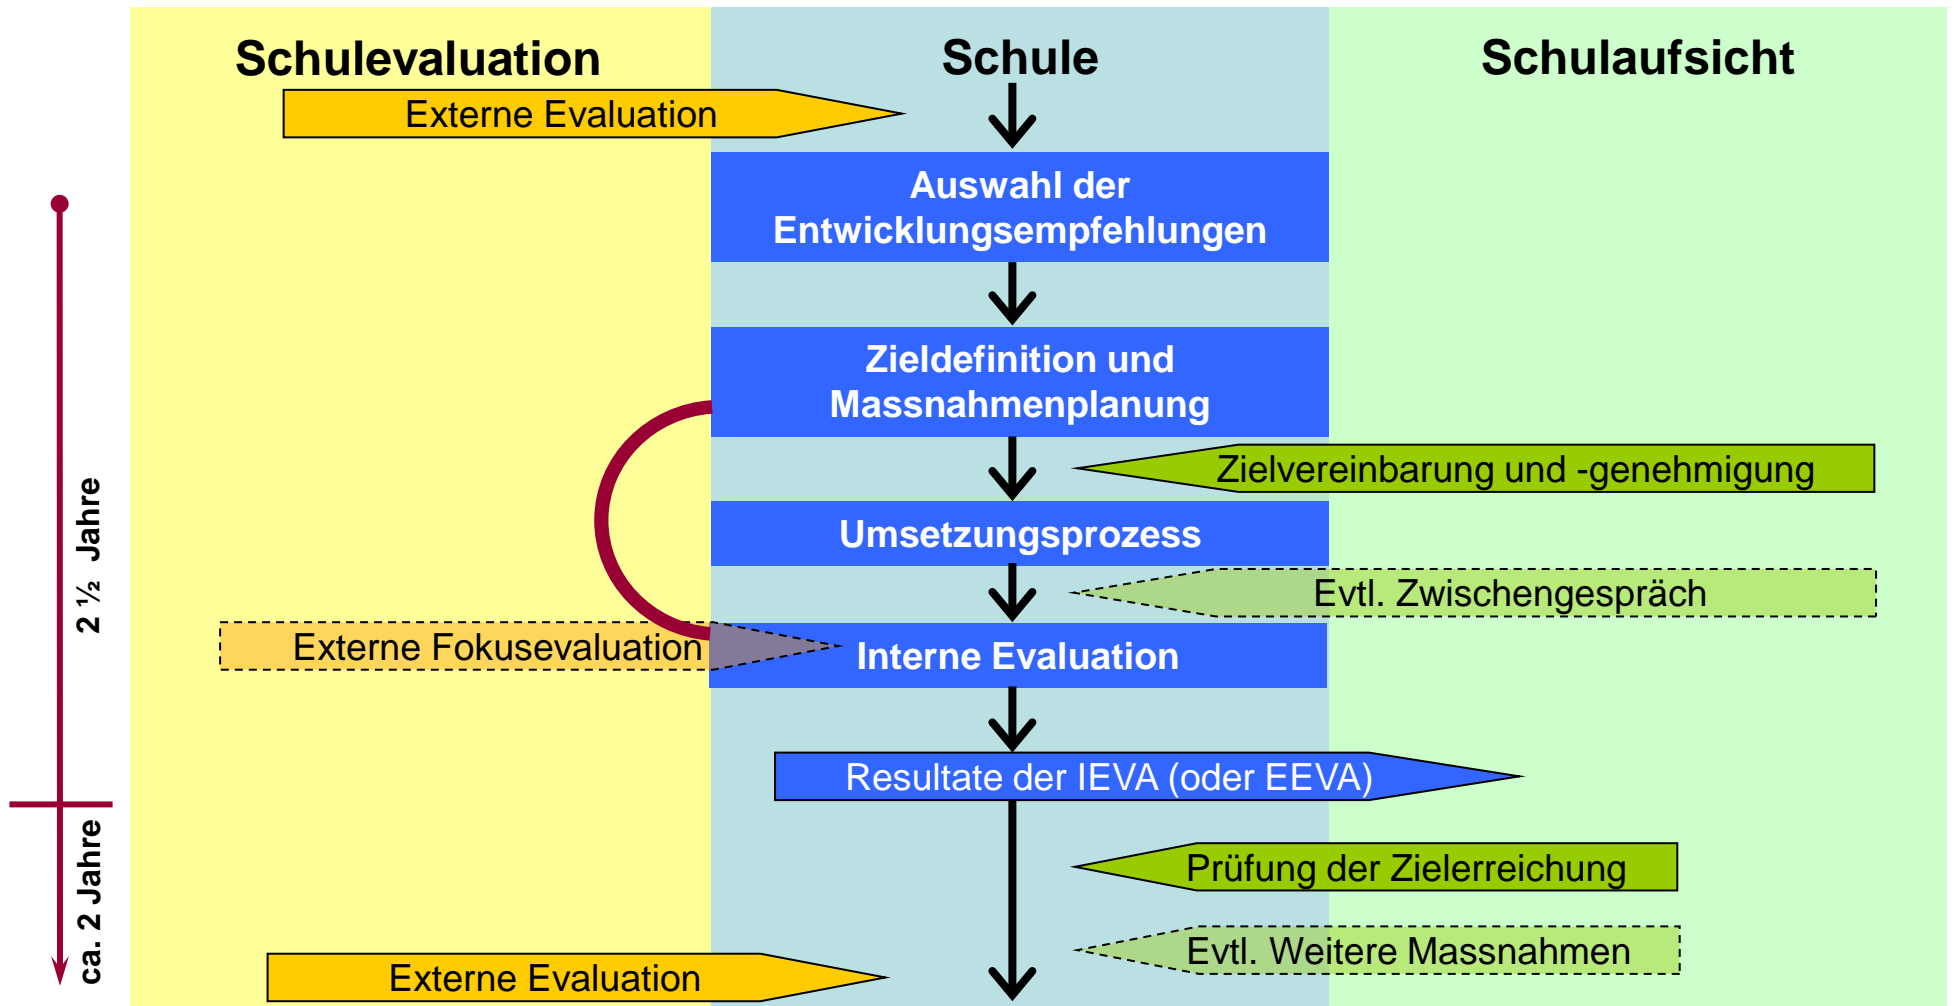 Schulevaluation
Schule
Schulaufsicht
Externe Evaluation
Auswahl der
Entwicklungsempfehlungen
Zieldefinition und
Massnahmenplanung
Zielvereinbarung und -genehmigung
Umsetzungsprozess
Evtl. Zwischengespräch
Externe Fokusevaluation
Interne Evaluation
Resultate der IEVA (oder EEVA)
Prüfung der Zielerreichung
Evtl. Weitere Massnahmen
Externe Evaluation
2 ½ Jahre
ca. 2 Jahre